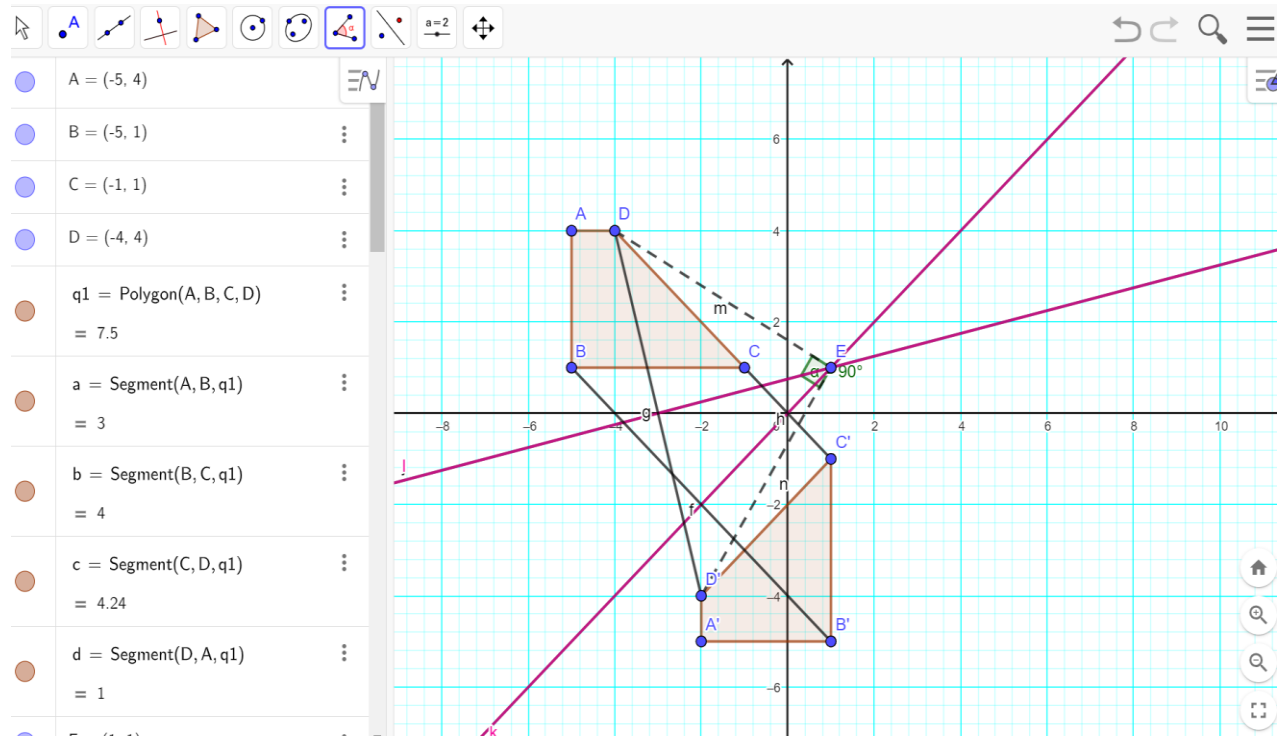 A
α
a=2
A = (-5, 4)
B = (-5, 1)
C = (-1, 1)
D = (-4, 4)
q1 = Polygon(A, B, C, D)
= 7.5
a = Segment(A, B, q1)
= 3
b = Segment(B, C, q1)
= 4
c = Segment(C, D, q1)
= 4.24
d = Segment(D, A, q1)
= 1
6
A D
4
m
2
B C E
α 90°
g h
-8 -6 -4 -2 0 2 4 6 8 10
C'
j
n
-2
f
D'
-4
A' B'
-6
k